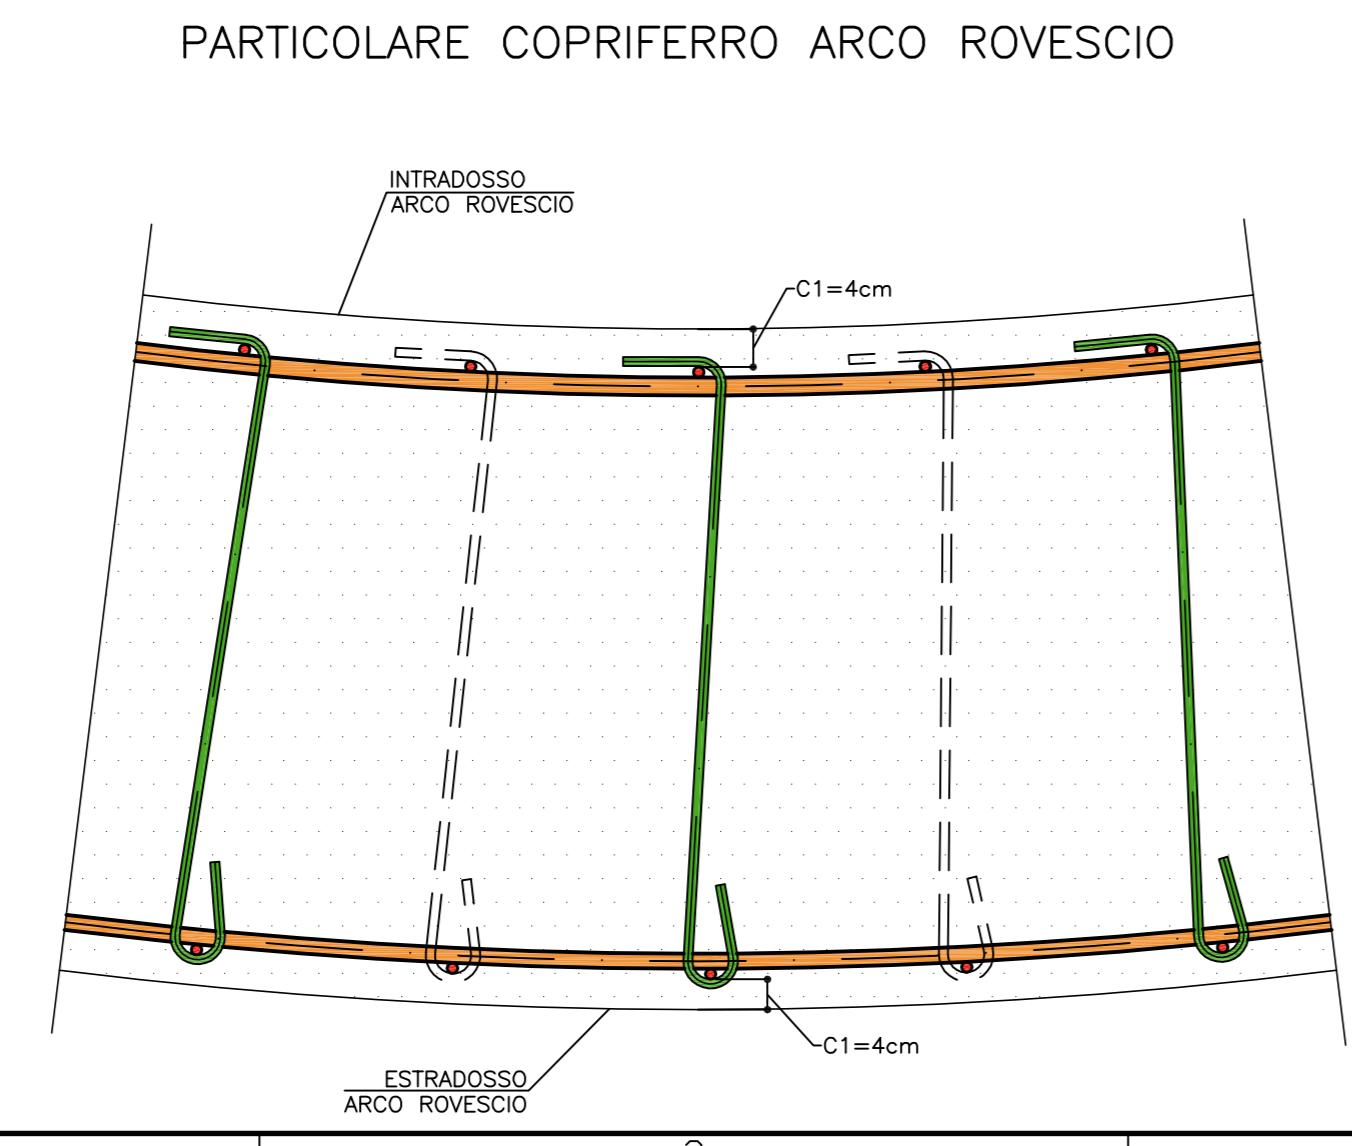 PARTICOLARE COPRIFERRO ARCO ROVESCIO
INTRADOSSO
ARCO ROVESCIO
C1=4cm
C1=4cm
ESTRADOSSO
ARCO ROVESCIO